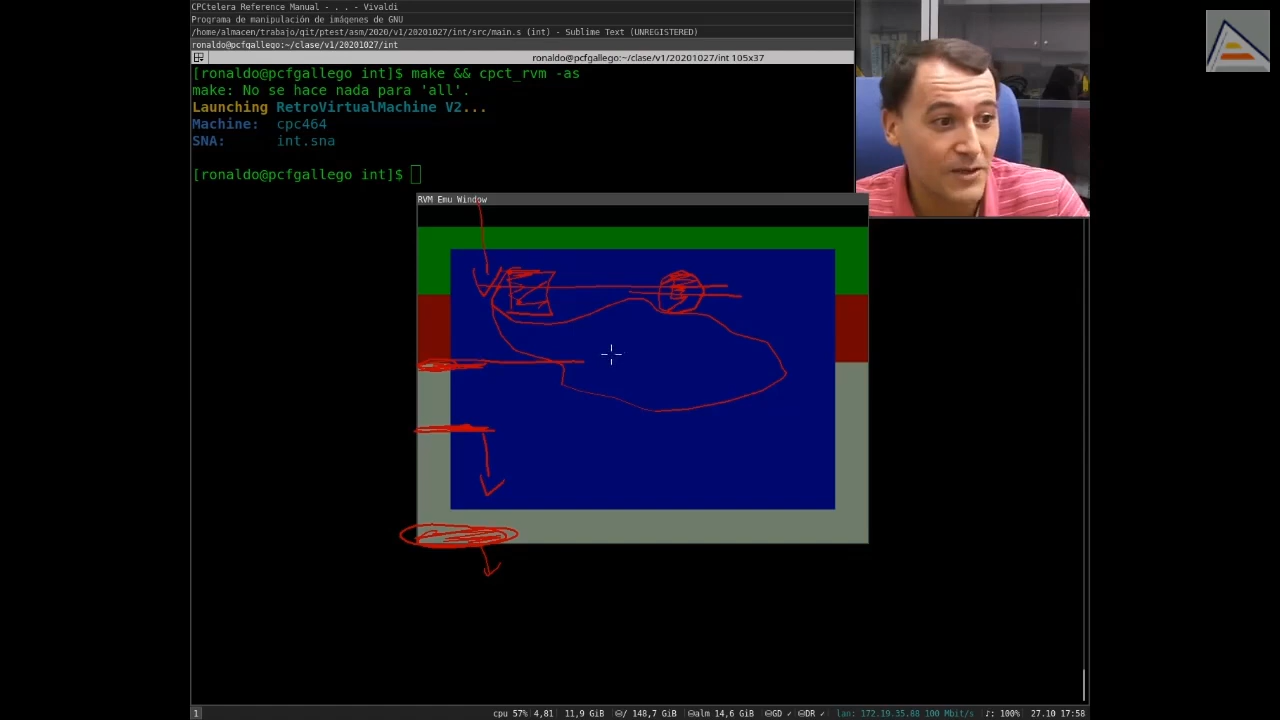 CPCtelera Reference Manual - . . - Vivaldi
Programa de manipulación de imágenes de GNU
/home/almacen/trabajo/git/ptest/asm/2020/v1/20201027/int/src/main.s (int) - Sublime Text (UNREGISTERED)
ronaldo@pcfgallego:~/clase/v1/20201027/int
ronaldo@pcfgallego:~/clase/v1/20201027/int 105x37
[ronaldo@pcfgallego int]$ make && cpct_rvm -as
make: No se hace nada para 'all'.
Launching RetroVirtualMachine V2...
Machine: cpc464
SNA: int.sna
[ronaldo@pcfgallego int]$
RVM Emu Window
1 cpu 57% 4,81 11,9 GiB / 148,7 GiB alm 14,6 GiB GD ✓ DR ✓ lan: 172.19.35.88 100 Mbit/s ♪: 100% 27.10 17:58